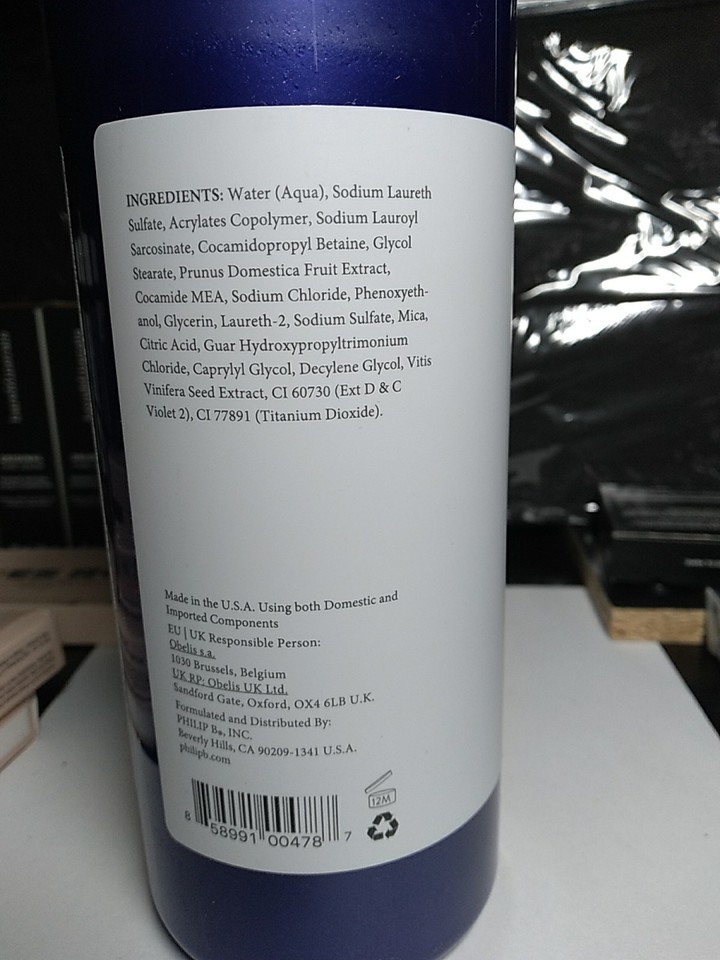 INGREDIENTS: Water (Aqua), Sodium Laureth
Sulfate, Acrylates Copolymer, Sodium Lauroyl
Sarcosinate, Cocamidopropyl Betaine, Glycol
Stearate, Prunus Domestica Fruit Extract,
Cocamide MEA, Sodium Chloride, Phenoxyeth-
anol, Glycerin, Laureth-2, Sodium Sulfate, Mica,
Citric Acid, Guar Hydroxypropyltrimonium
Chloride, Caprylyl Glycol, Decylene Glycol, Vitis
Vinifera Seed Extract, CI 60730 (Ext D & C
Violet 2), CI 77891 (Titanium Dioxide).
Made in the U.S.A. Using both Domestic and
Imported Components
EU | UK Responsible Person:
Obelis s.a.
1030 Brussels, Belgium
UK RP: Obelis UK Ltd.
Sandford Gate, Oxford, OX4 6LB U.K.
Formulated and Distributed By:
PHILIP B®, INC.
Beverly Hills, CA 90209-1341 U.S.A.
philipb.com
12M
8 58991 00478 7